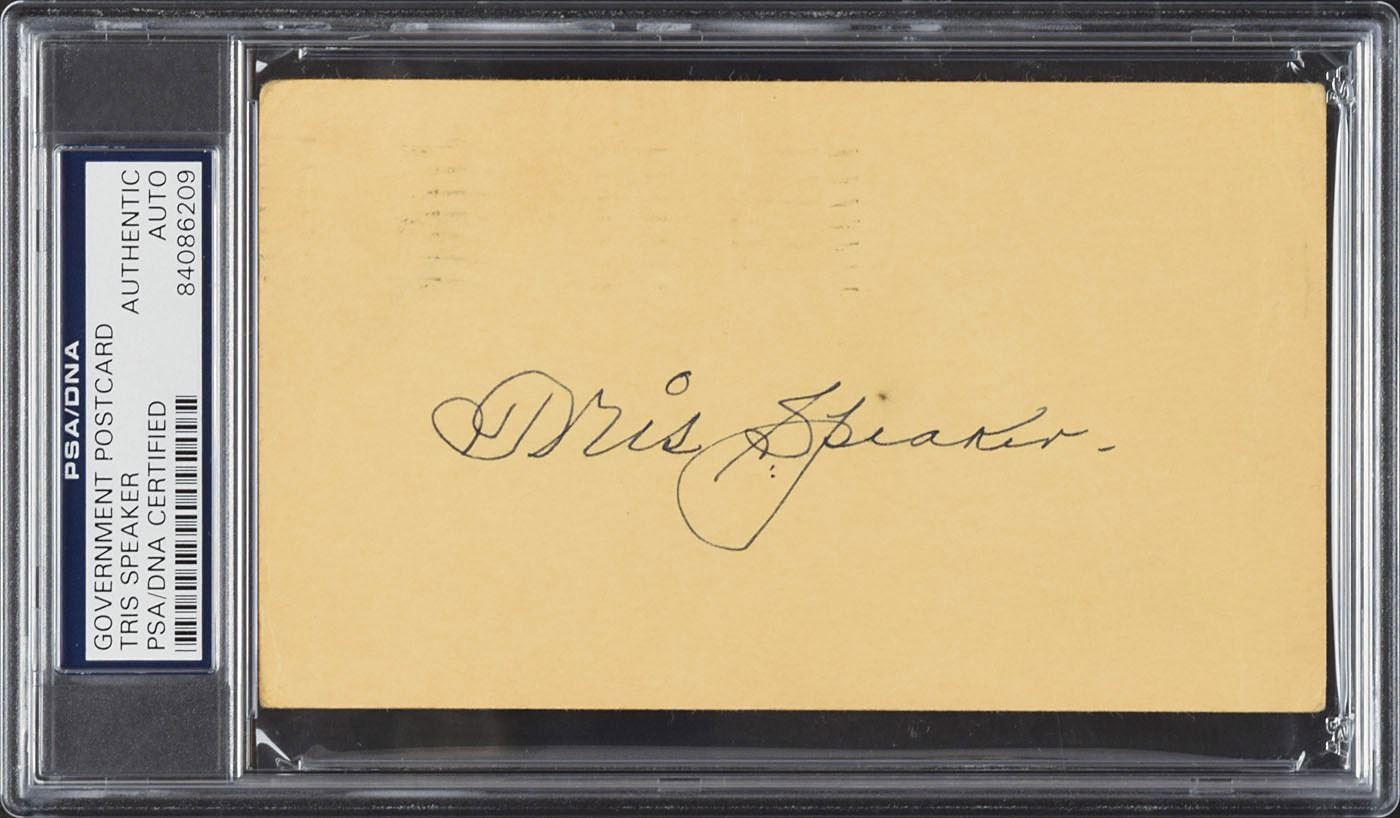 PSA/DNA
GOVERNMENT POSTCARD AUTHENTIC
TRIS SPEAKER AUTO
PSA/DNA CERTIFIED 84086209
Tris Speaker.